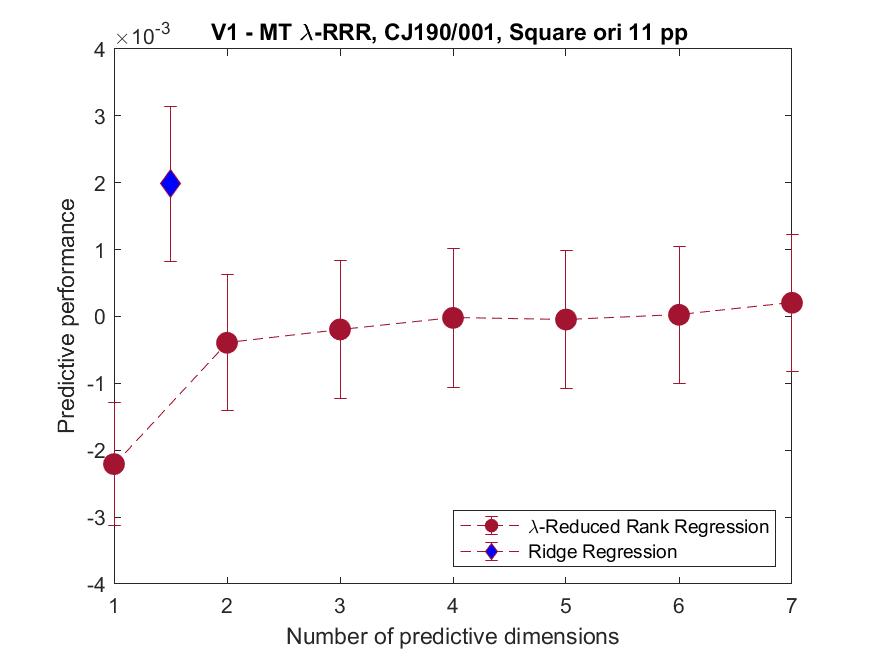 V1 - MT λ-RRR, CJ190/001, Square ori 11 pp
×10-3
4
3
2
1
0
-1
-2
-3
-4
Predictive performance
1 2 3 4 5 6 7
Number of predictive dimensions
λ-Reduced Rank Regression
Ridge Regression